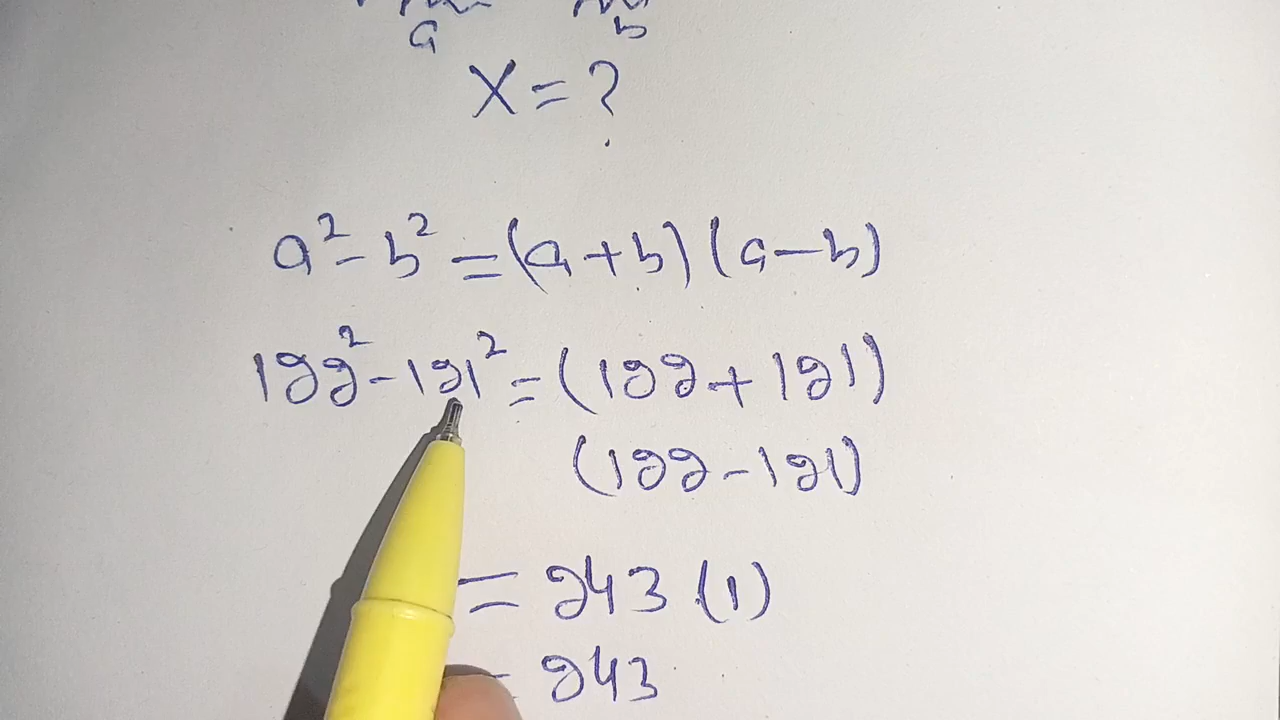 a b
X = ?
a² - b² = (a + b) (a - b)
122² - 121² = (122 + 121)
(122 - 121)
= 243 (1)
= 243